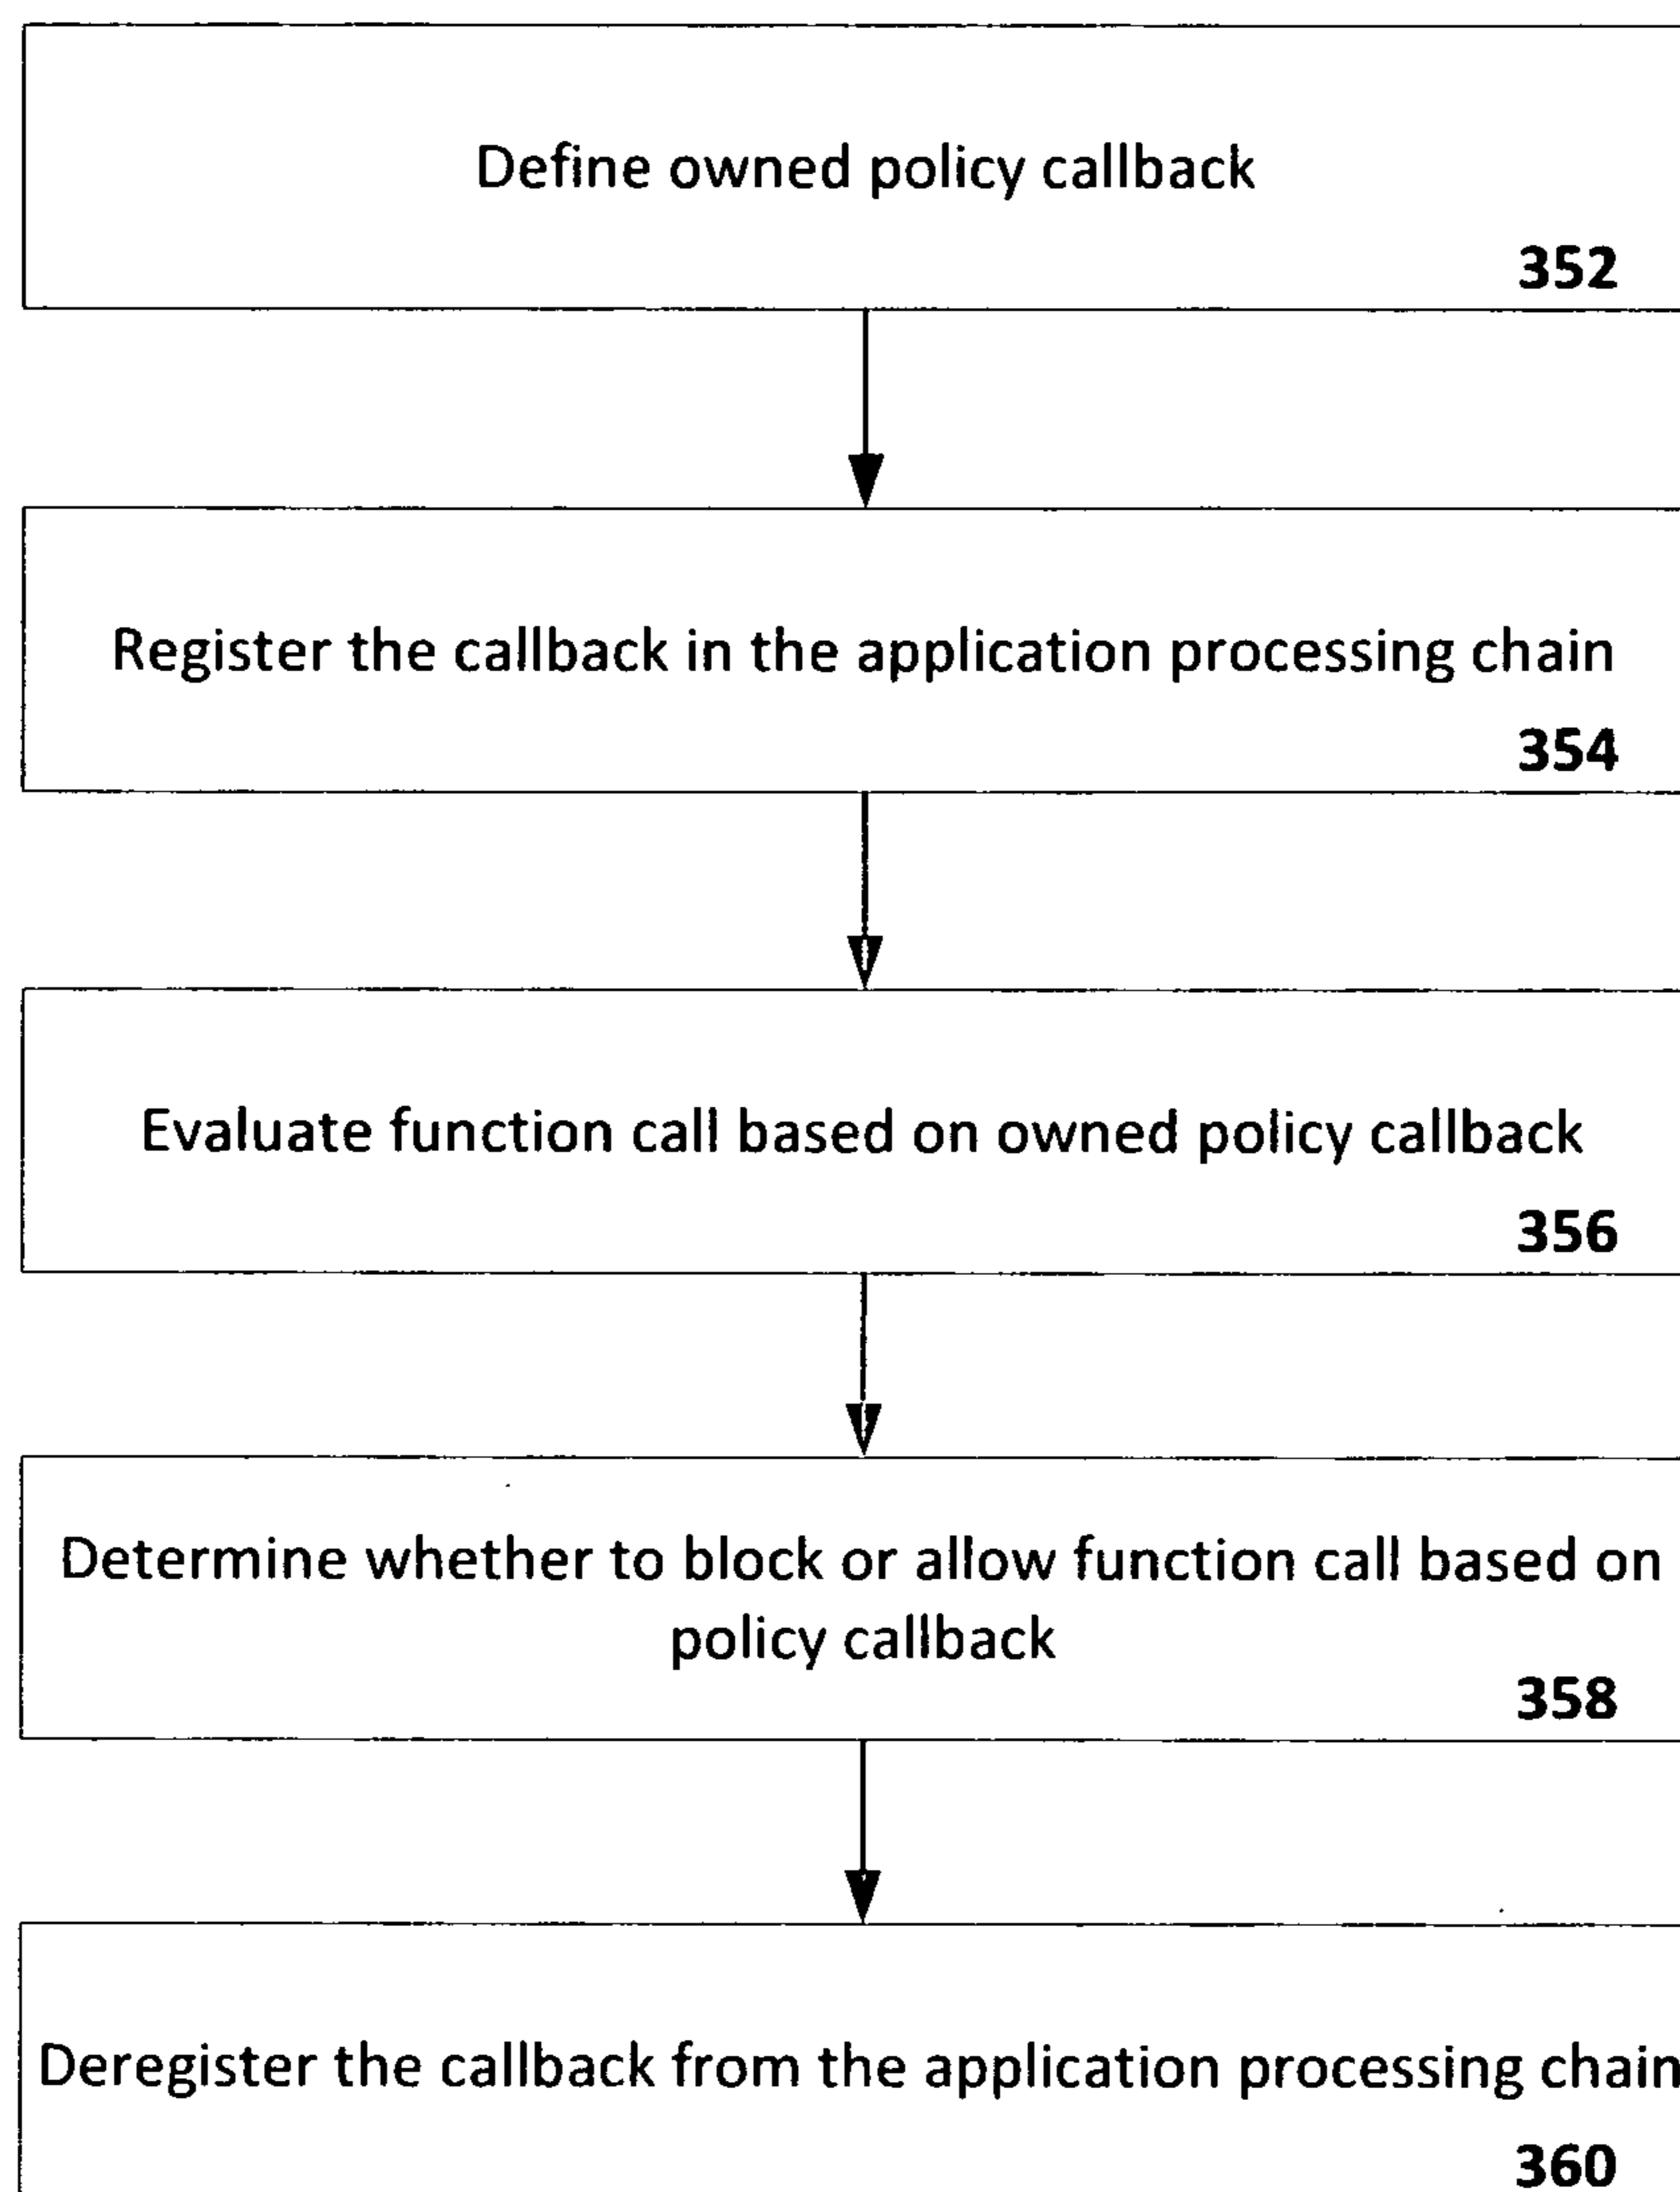 Define owned policy callback
352
Register the callback in the application processing chain
354
Evaluate function call based on owned policy callback
356
Determine whether to block or allow function call based on
policy callback
358
Deregister the callback from the application processing chain
360